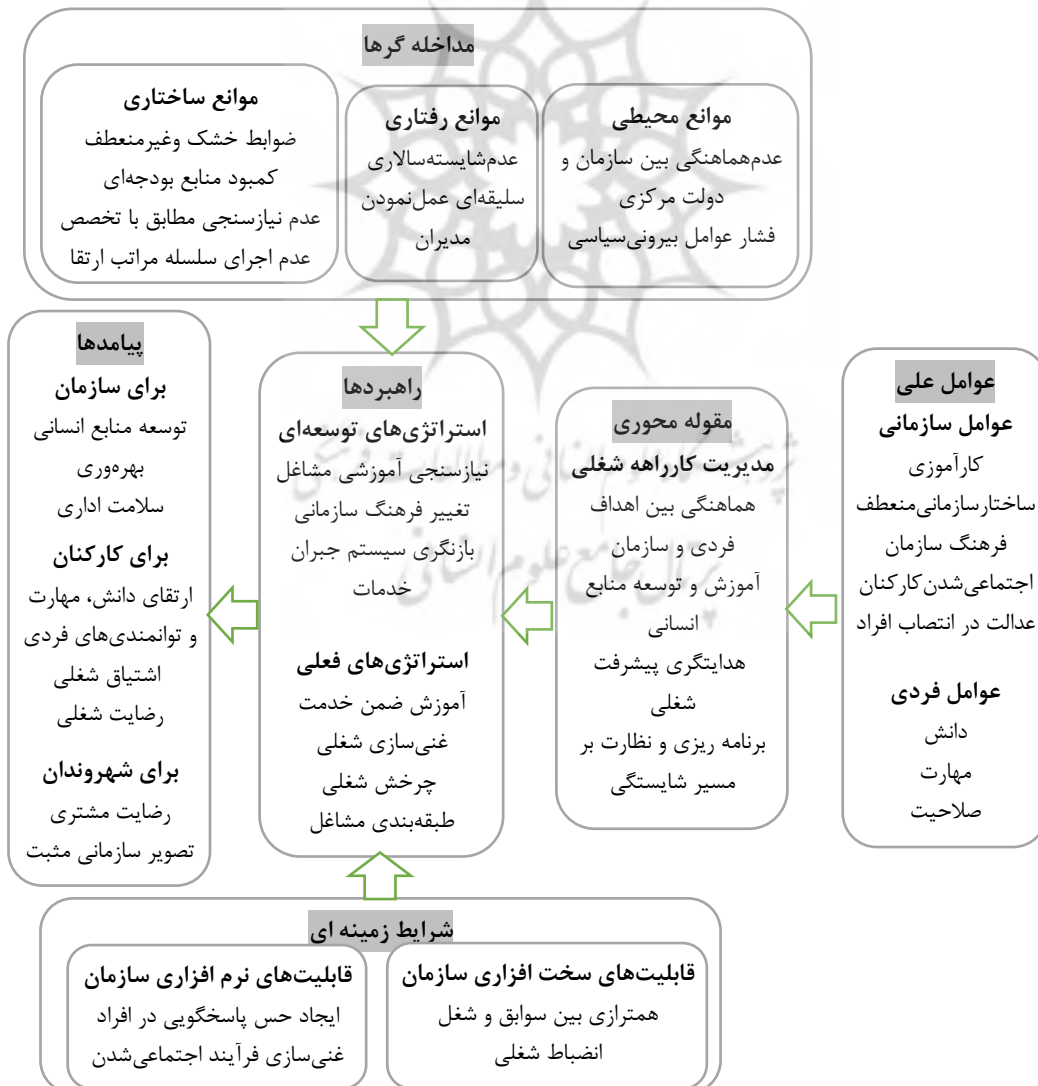 مداخله گرها
موانع محیطی
عدم‌هماهنگی بین سازمان و
دولت مرکزی
فشار عوامل بیرونی‌سیاسی
موانع رفتاری
عدم‌شایسته‌سالاری
سلیقه‌ای عمل‌نمودن
مدیران
موانع ساختاری
ضوابط خشک وغیرمنعطف
کمبود منابع بودجه‌ای
عدم نیازسنجی مطابق با تخصص
عدم اجرای سلسله مراتب ارتقا
عوامل علی
عوامل سازمانی
کارآموزی
ساختارسازمانی‌منعطف
فرهنگ سازمان
اجتماعی‌شدن‌کارکنان
عدالت در انتصاب افراد
عوامل فردی
دانش
مهارت
صلاحیت
مقوله محوری
مدیریت کارراهه شغلی
هماهنگی بین اهداف
فردی و سازمان
آموزش و توسعه منابع
انسانی
هدایتگری پیشرفت
شغلی
برنامه ریزی و نظارت بر
مسیر شایستگی
راهبردها
استراتژی‌های توسعه‌ای
نیازسنجی آموزشی مشاغل
تغییر فرهنگ سازمانی
بازنگری سیستم جبران
خدمات
استراتژی‌های فعلی
آموزش ضمن خدمت
غنی‌سازی شغلی
چرخش شغلی
طبقه‌بندی مشاغل
پیامدها
برای سازمان
توسعه منابع انسانی
بهره‌وری
سلامت اداری
برای کارکنان
ارتقای دانش، مهارت
و توانمندی‌های فردی
اشتیاق شغلی
رضایت شغلی
برای شهروندان
رضایت مشتری
تصویر سازمانی مثبت
شرایط زمینه ای
قابلیت‌های سخت افزاری سازمان
همترازی بین سوابق و شغل
انضباط شغلی
قابلیت‌های نرم افزاری سازمان
ایجاد حس پاسخگویی در افراد
غنی‌سازی فرآیند اجتماعی‌شدن
پژوهشگاه علوم انسانی و مطالعات فرهنگی
پرتال جامع علوم انسانی